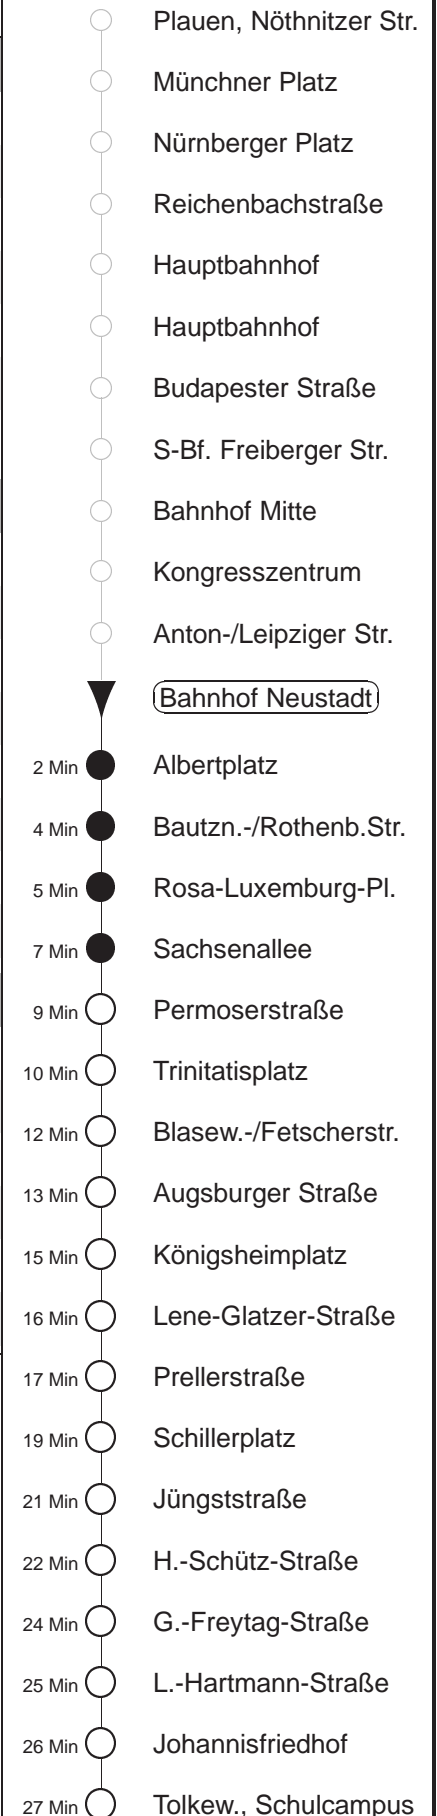 Plauen, Nöthnitzer Str.
Münchner Platz
Nürnberger Platz
Reichenbachstraße
Hauptbahnhof
Hauptbahnhof
Budapester Straße
S-Bf. Freiberger Str.
Bahnhof Mitte
Kongresszentrum
Anton-/Leipziger Str.
Bahnhof Neustadt
2 Min Albertplatz
4 Min Bautzn.-/Rothenb.Str.
5 Min Rosa-Luxemburg-Pl.
7 Min Sachsenallee
9 Min Permoserstraße
10 Min Trinitatisplatz
12 Min Blasew.-/Fetscherstr.
13 Min Augsburger Straße
15 Min Königsheimplatz
16 Min Lene-Glatzer-Straße
17 Min Prellerstraße
19 Min Schillerplatz
21 Min Jüngststraße
22 Min H.-Schütz-Straße
24 Min G.-Freytag-Straße
25 Min L.-Hartmann-Straße
26 Min Johannisfriedhof
27 Min Tolkew., Schulcampus